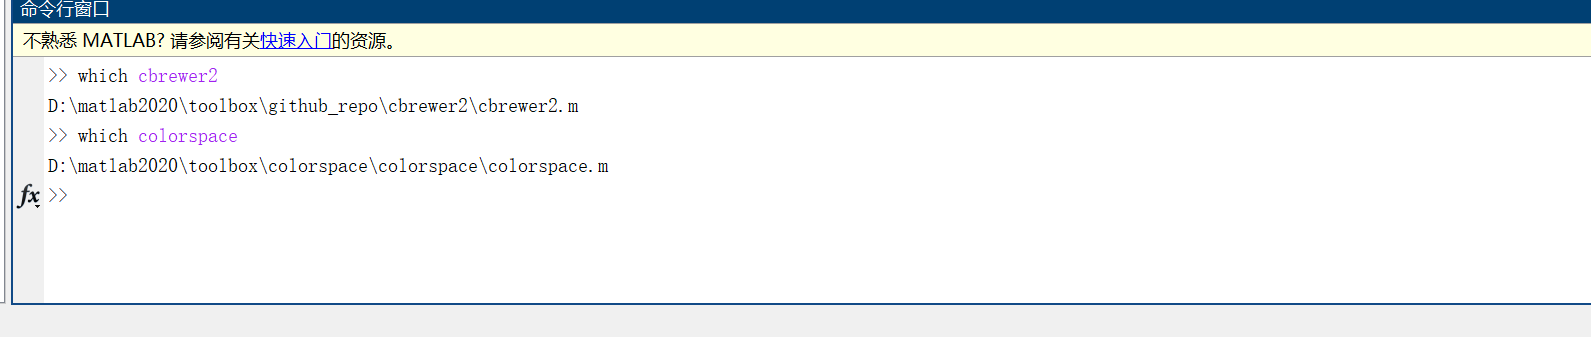 命令行窗口
不熟悉 MATLAB? 请参阅有关快速入门的资源。
>> which cbrewer2
D:\matlab2020\toolbox\github_repo\cbrewer2\cbrewer2.m
>> which colorspace
D:\matlab2020\toolbox\colorspace\colorspace\colorspace.m
fx >>